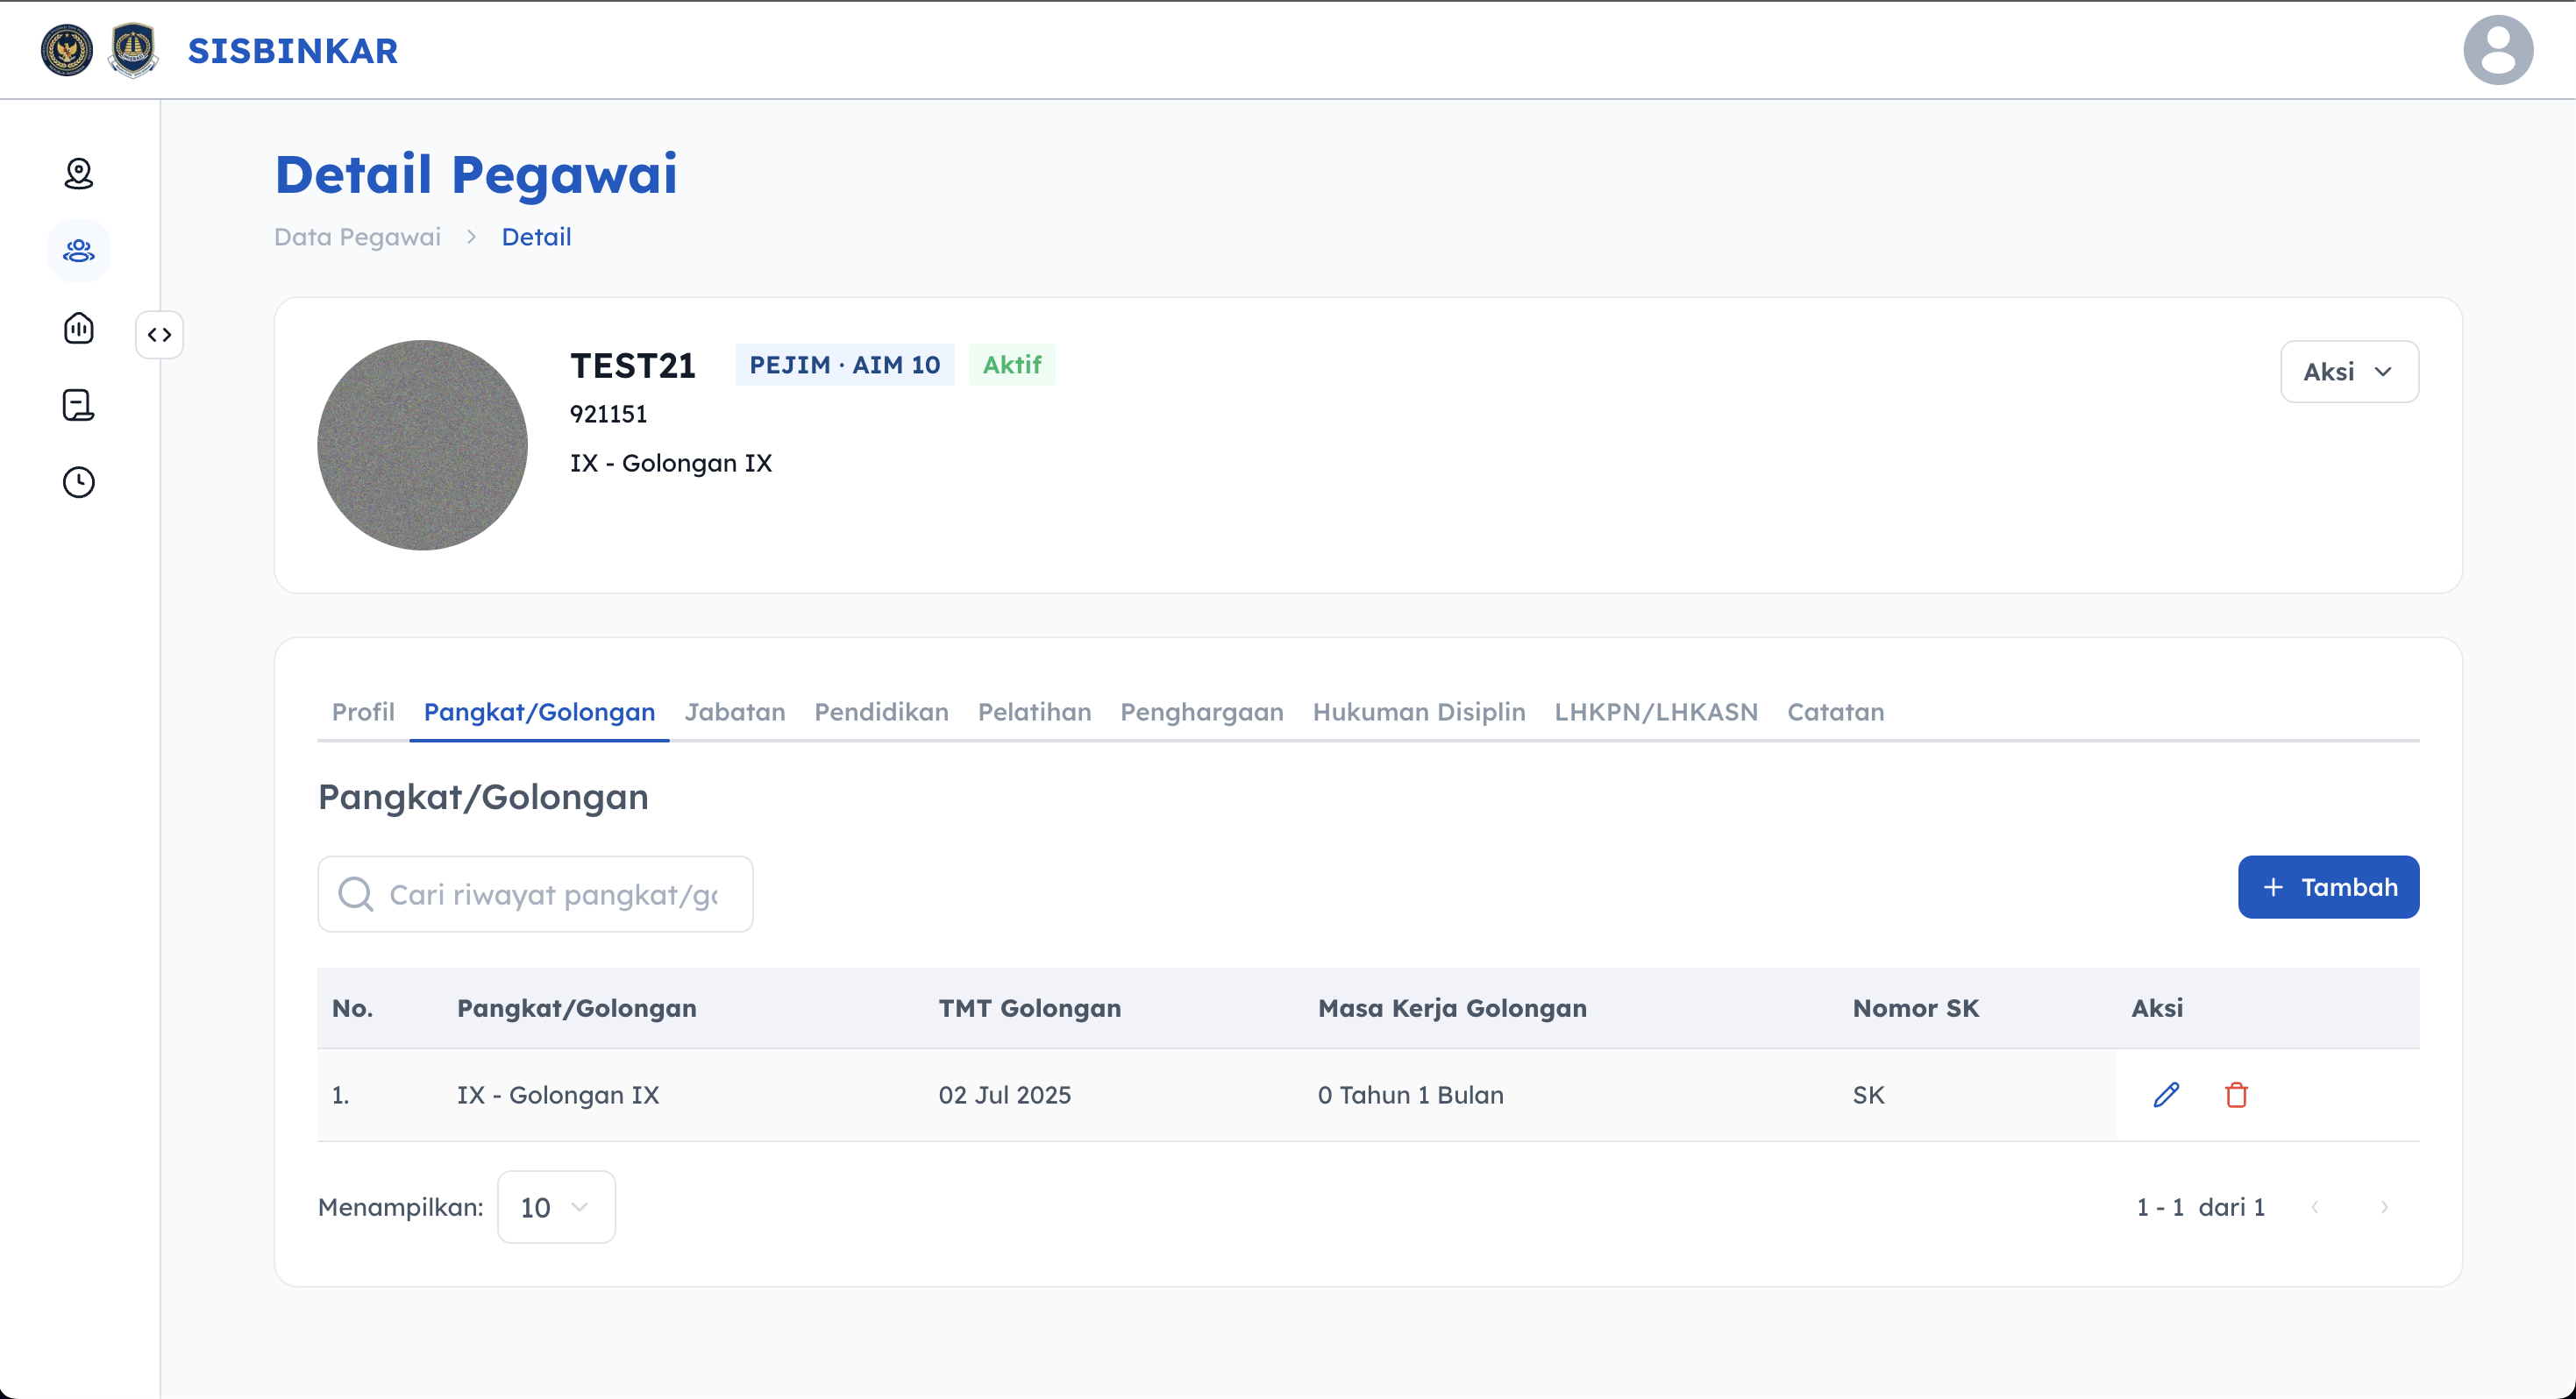 SISBINKAR
Detail Pegawai
Data Pegawai > Detail
TEST21 PEJIM · AIM 10 Aktif
921151
IX - Golongan IX
Aksi
Profil Pangkat/Golongan Jabatan Pendidikan Pelatihan Penghargaan Hukuman Disiplin LHKPN/LHKASN Catatan
Pangkat/Golongan
Cari riwayat pangkat/go
+ Tambah
No. Pangkat/Golongan TMT Golongan Masa Kerja Golongan Nomor SK Aksi
1. IX - Golongan IX 02 Jul 2025 0 Tahun 1 Bulan SK
Menampilkan: 10
1 - 1 dari 1